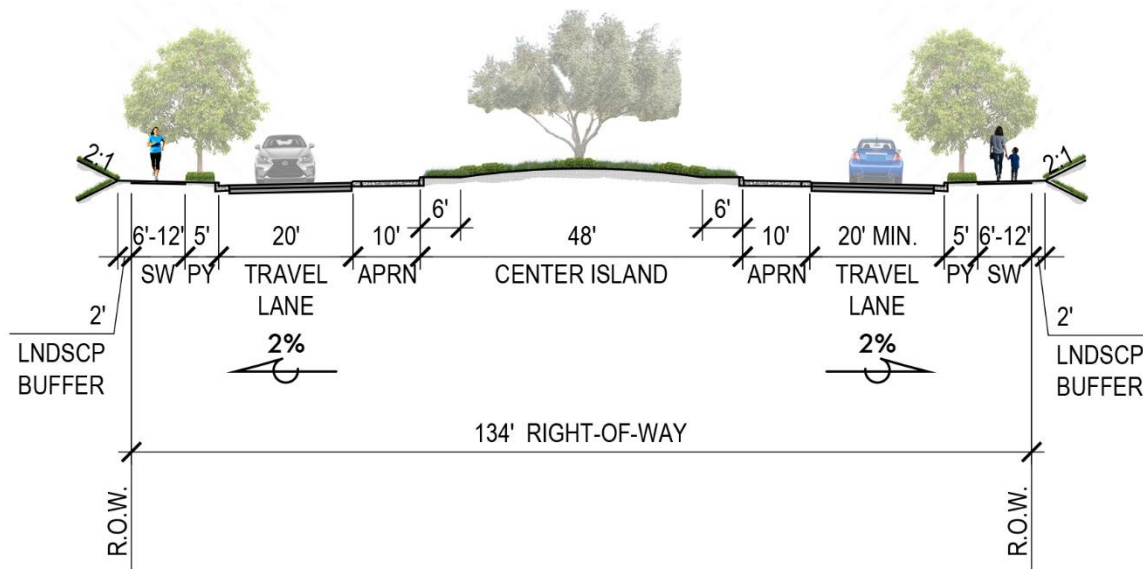 2:1
2:1
6'
6'
6'-12'
5'
20'
10'
48'
10'
20' MIN.
5'
6'-12'
SW
PY
TRAVEL
LANE
APRN
CENTER ISLAND
APRN
TRAVEL
LANE
PY
SW
2'
LNDSCP
BUFFER
2'
LNDSCP
BUFFER
2%
2%
134' RIGHT-OF-WAY
R.O.W.
R.O.W.